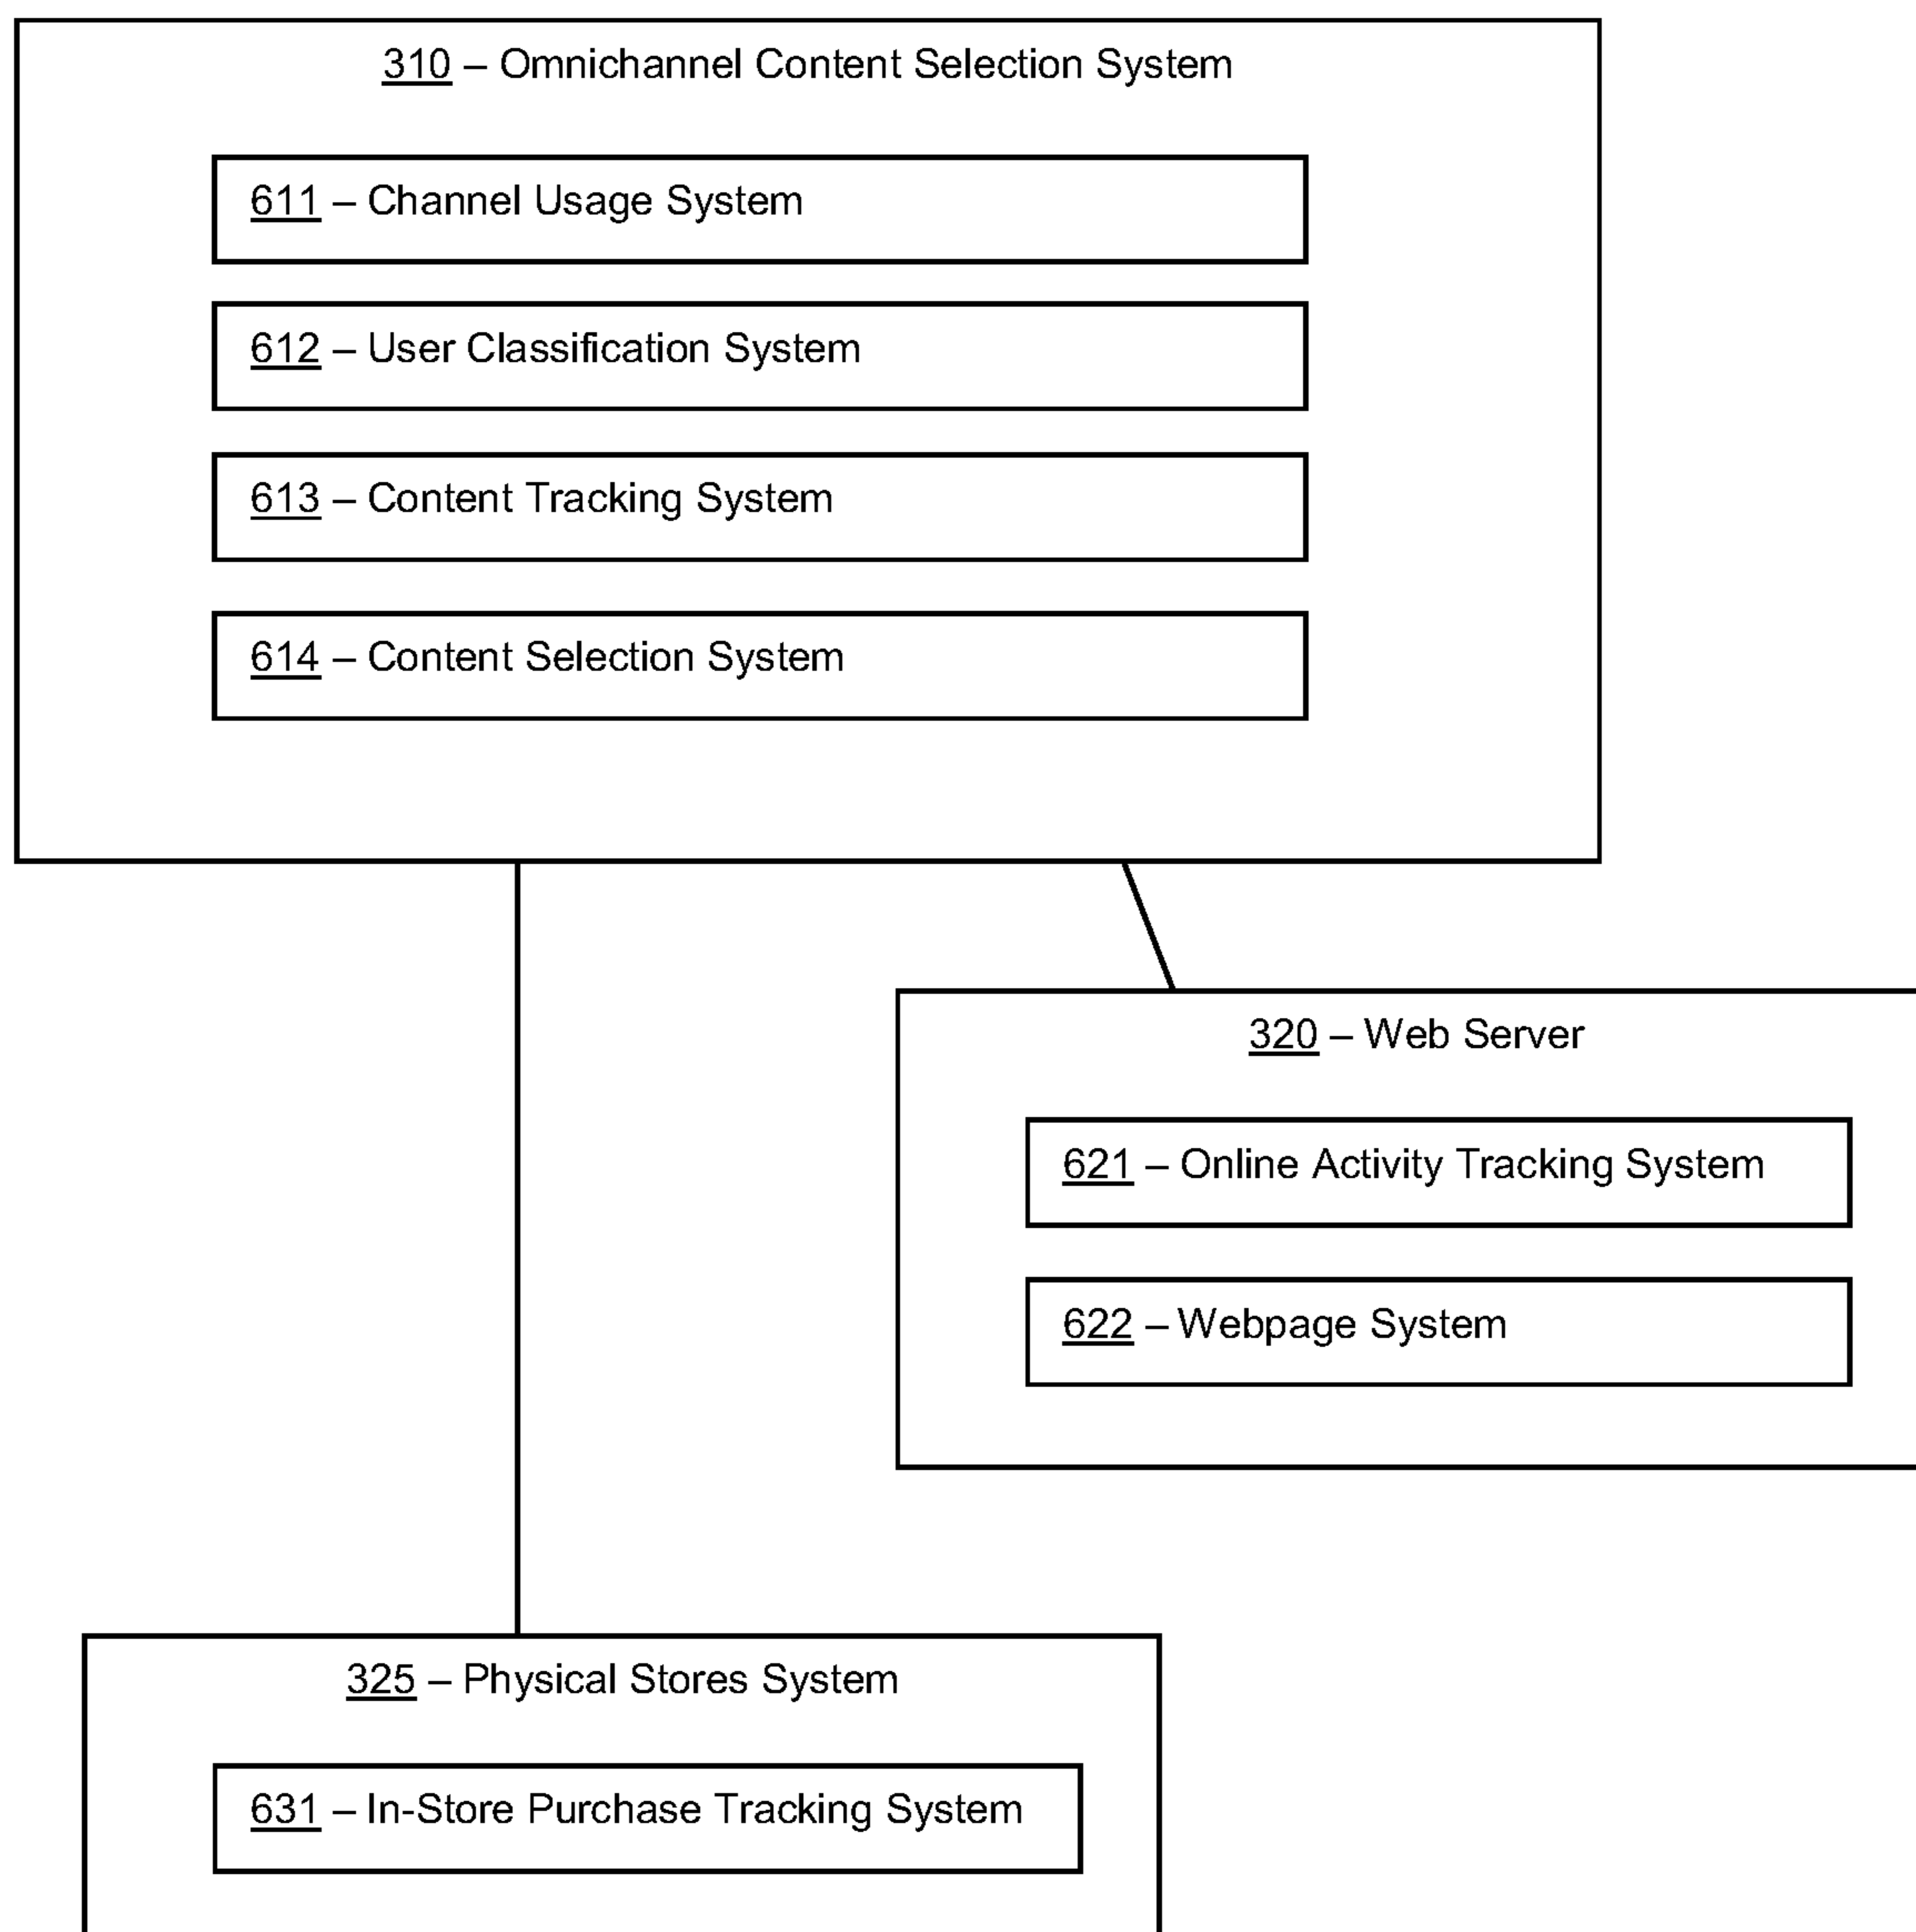 310 – Omnichannel Content Selection System
611 – Channel Usage System
612 – User Classification System
613 – Content Tracking System
614 – Content Selection System
320 – Web Server
621 – Online Activity Tracking System
622 – Webpage System
325 – Physical Stores System
631 – In-Store Purchase Tracking System